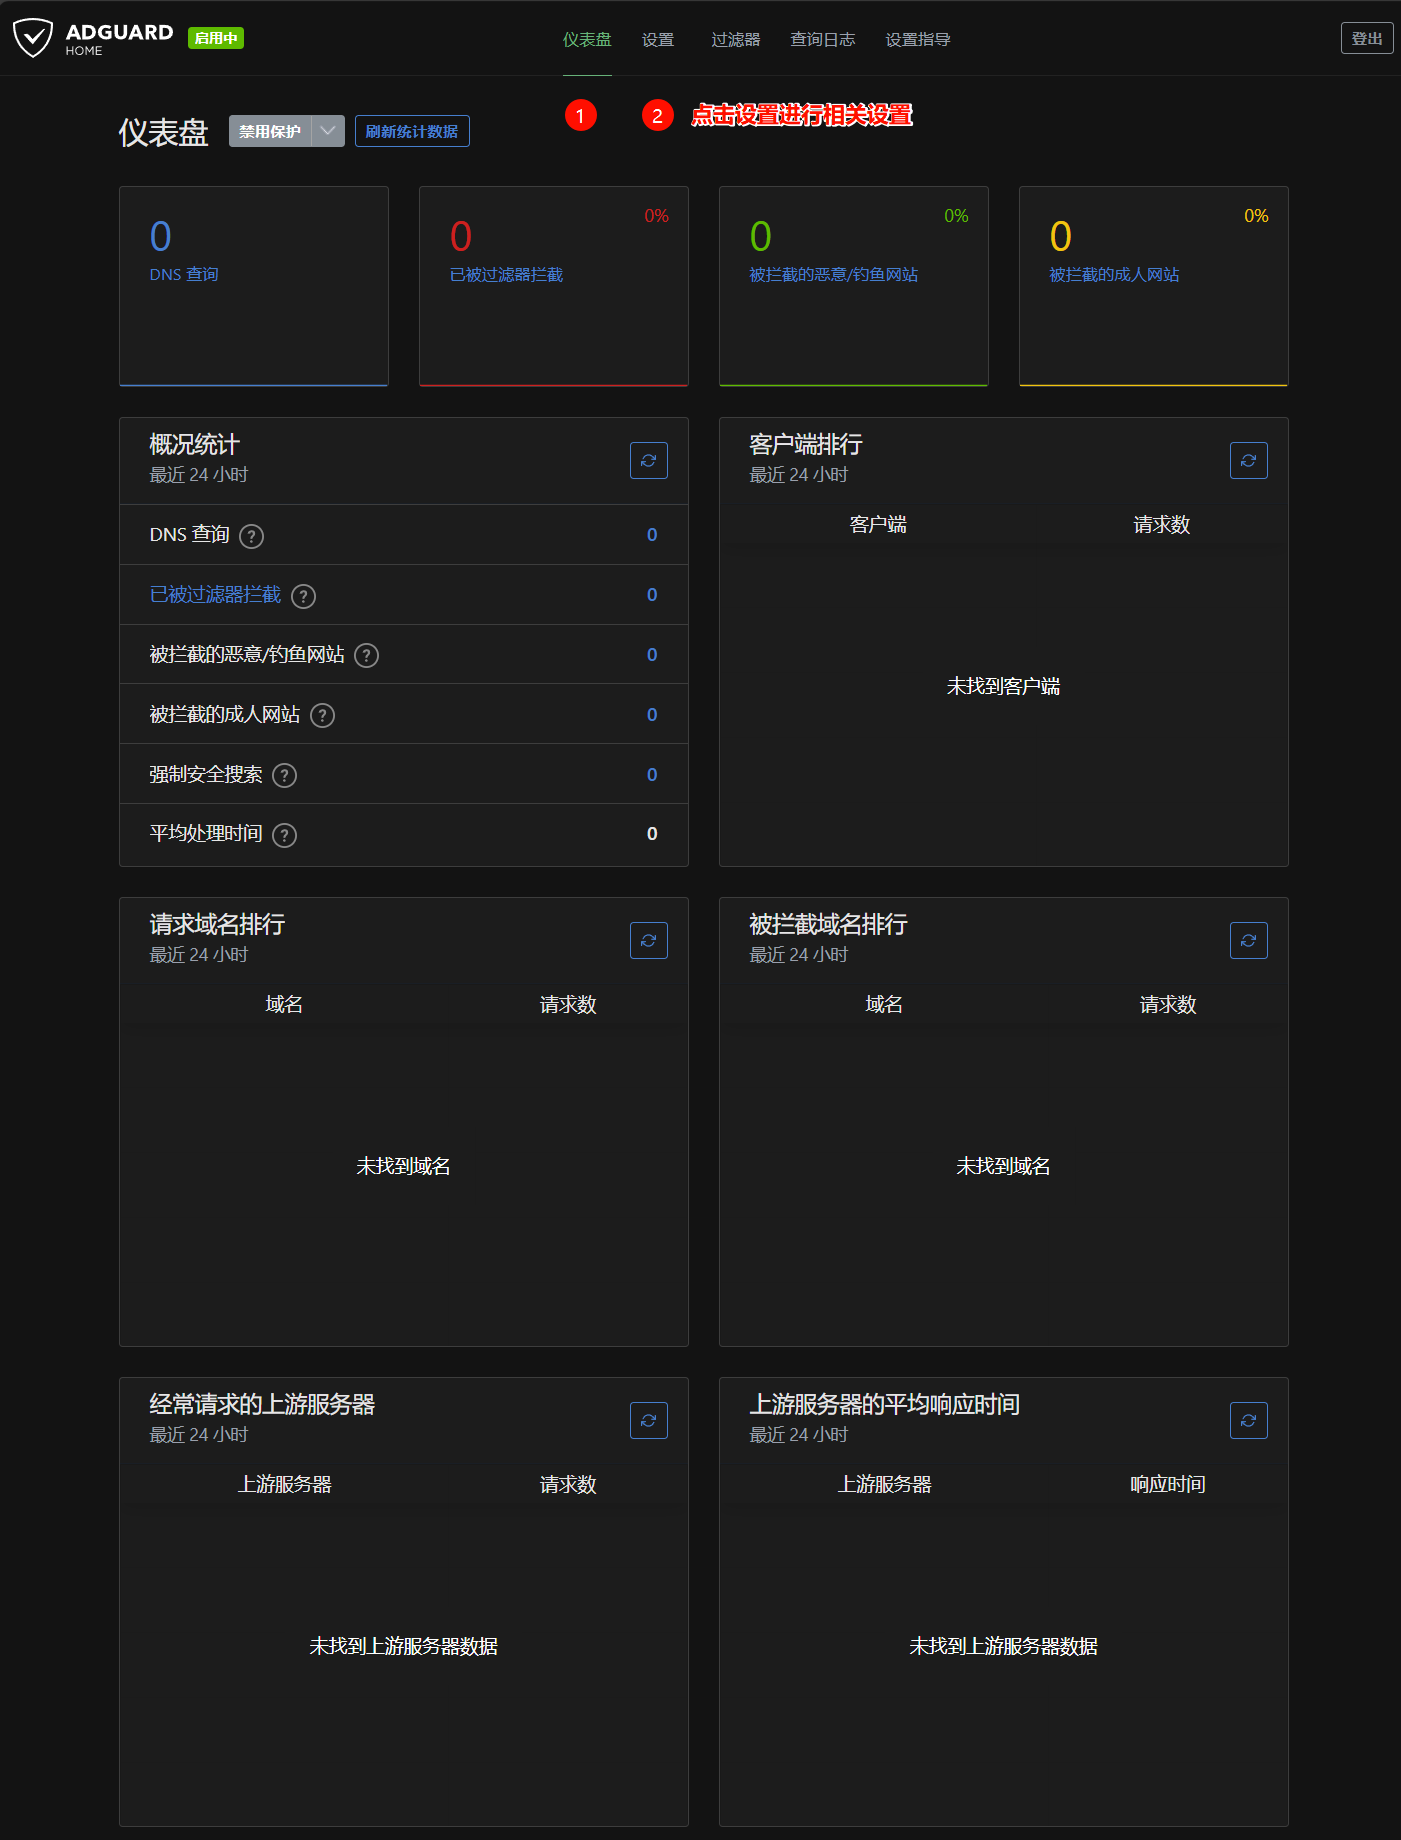 ADGUARD
HOME
启用中
仪表盘
设置
过滤器
查询日志
设置指导
登出
1
2
点击设置进行相关设置
仪表盘
禁用保护
刷新统计数据
0
DNS 查询
0%
0
已被过滤器拦截
0%
0
被拦截的恶意/钓鱼网站
0%
0
被拦截的成人网站
概况统计
最近 24 小时
DNS 查询 ? 0
已被过滤器拦截 ? 0
被拦截的恶意/钓鱼网站 ? 0
被拦截的成人网站 ? 0
强制安全搜索 ? 0
平均处理时间 ? 0
客户端排行
最近 24 小时
客户端 请求数
未找到客户端
请求域名排行
最近 24 小时
域名 请求数
未找到域名
被拦截域名排行
最近 24 小时
域名 请求数
未找到域名
经常请求的上游服务器
最近 24 小时
上游服务器 请求数
未找到上游服务器数据
上游服务器的平均响应时间
最近 24 小时
上游服务器 响应时间
未找到上游服务器数据